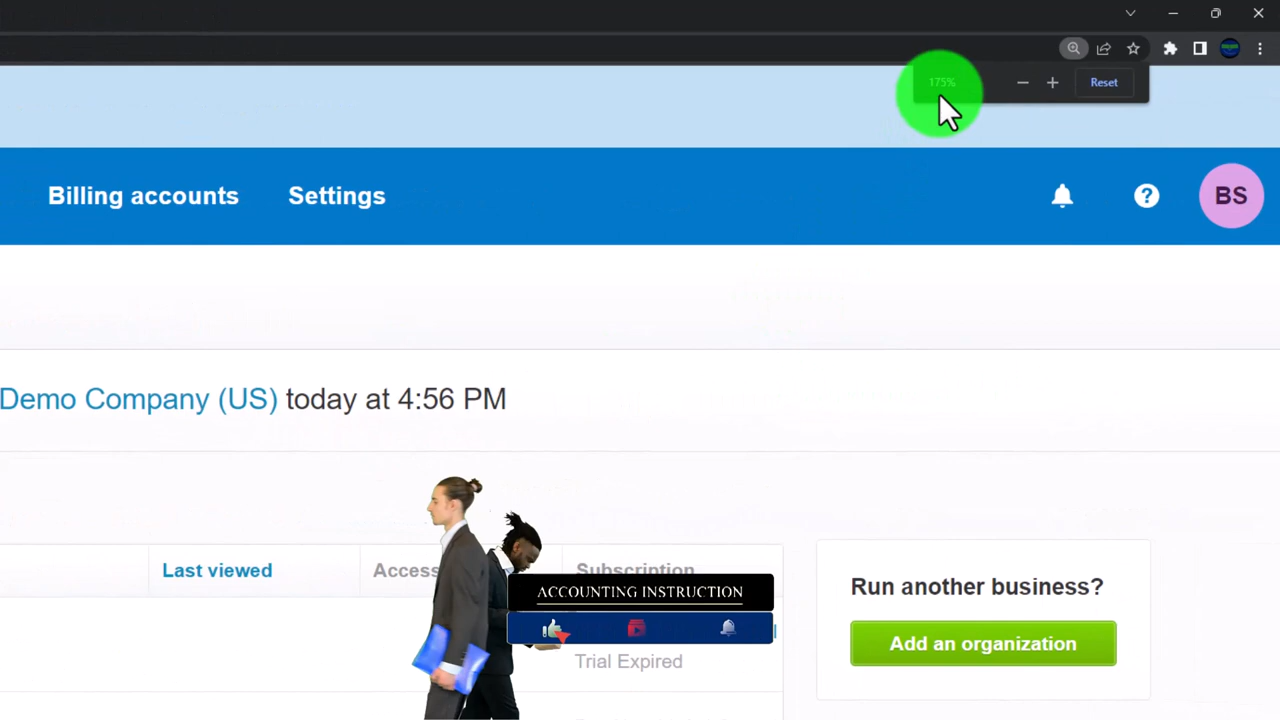 175%
Reset
Billing accounts
Settings
BS
Demo Company (US) today at 4:56 PM
Last viewed
Access
Subscription
Run another business?
ACCOUNTING INSTRUCTION
Add an organization
Trial Expired